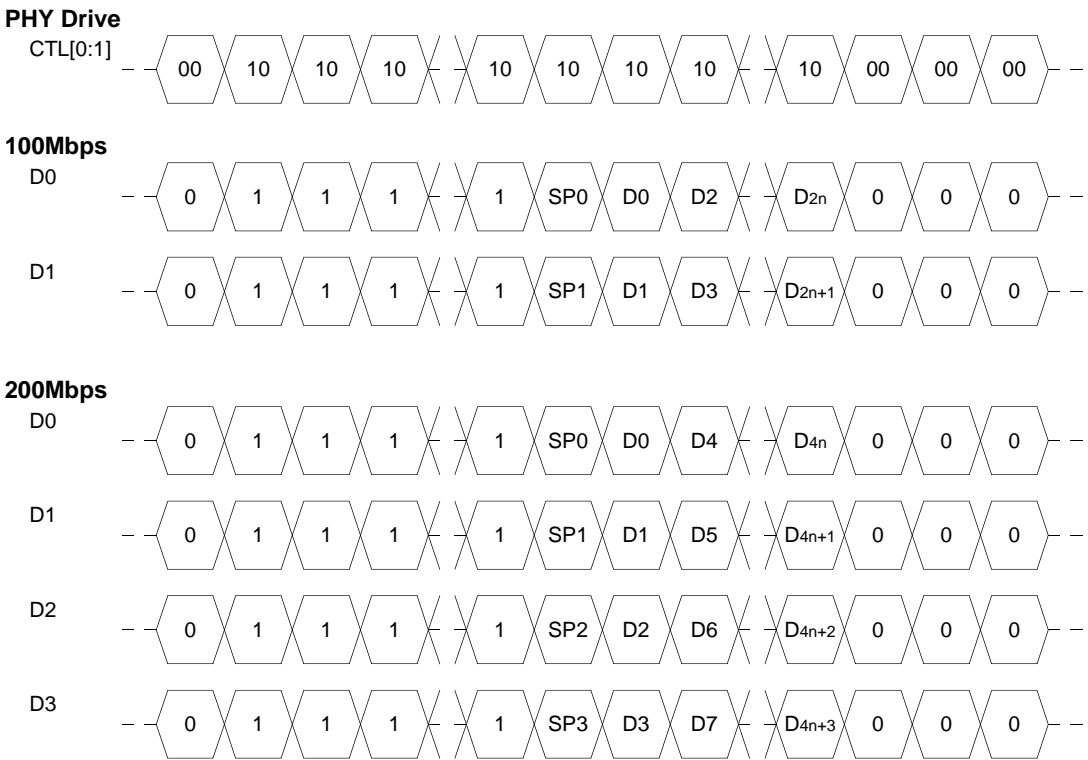 PHY Drive
CTL[0:1]
00 10 10 10 10 10 10 10 10 00 00 00
100Mbps
D0
0 1 1 1 1 SP0 D0 D2 D2n 0 0 0
D1
0 1 1 1 1 SP1 D1 D3 D2n+1 0 0 0
200Mbps
D0
0 1 1 1 1 SP0 D0 D4 D4n 0 0 0
D1
0 1 1 1 1 SP1 D1 D5 D4n+1 0 0 0
D2
0 1 1 1 1 SP2 D2 D6 D4n+2 0 0 0
D3
0 1 1 1 1 SP3 D3 D7 D4n+3 0 0 0